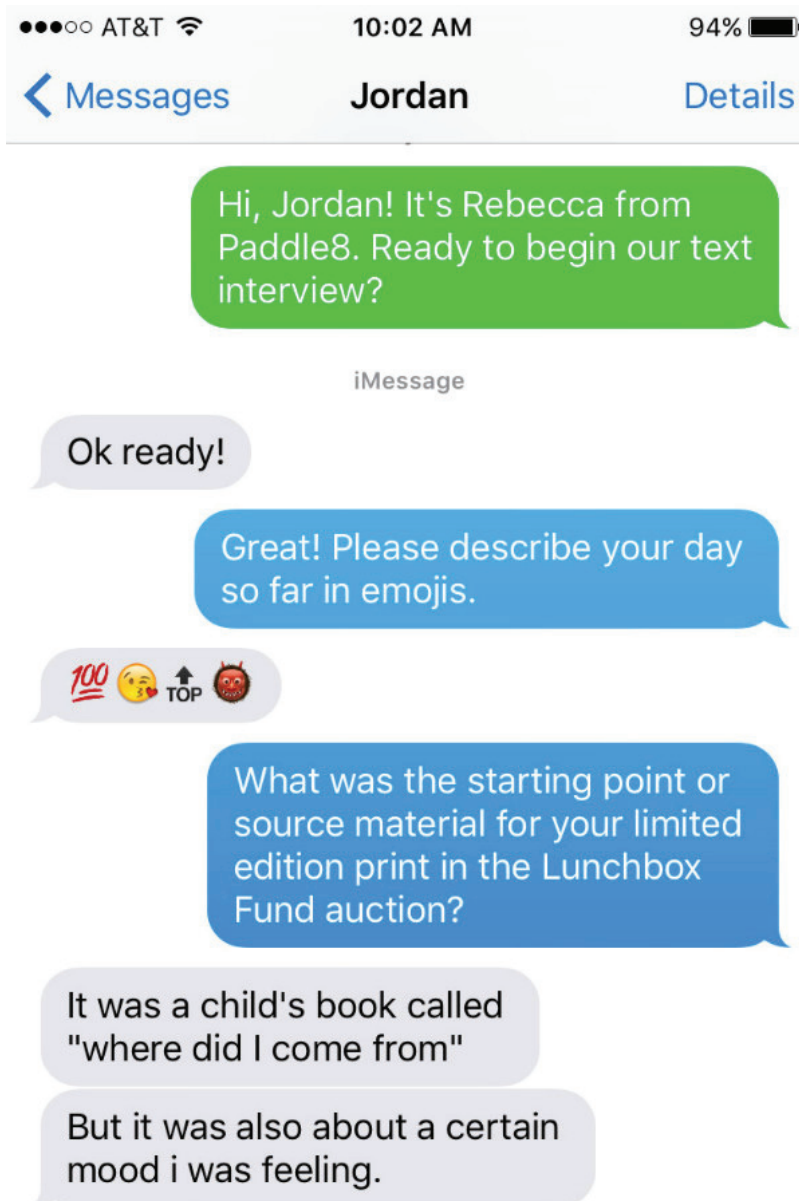 ●●●○○ AT&T 10:02 AM 94%
Messages Jordan Details
Hi, Jordan! It's Rebecca from
Paddle8. Ready to begin our text
interview?
iMessage
Ok ready!
Great! Please describe your day
so far in emojis.
💯 😘 🔝 👹
What was the starting point or
source material for your limited
edition print in the Lunchbox
Fund auction?
It was a child's book called
"where did I come from"
But it was also about a certain
mood i was feeling.